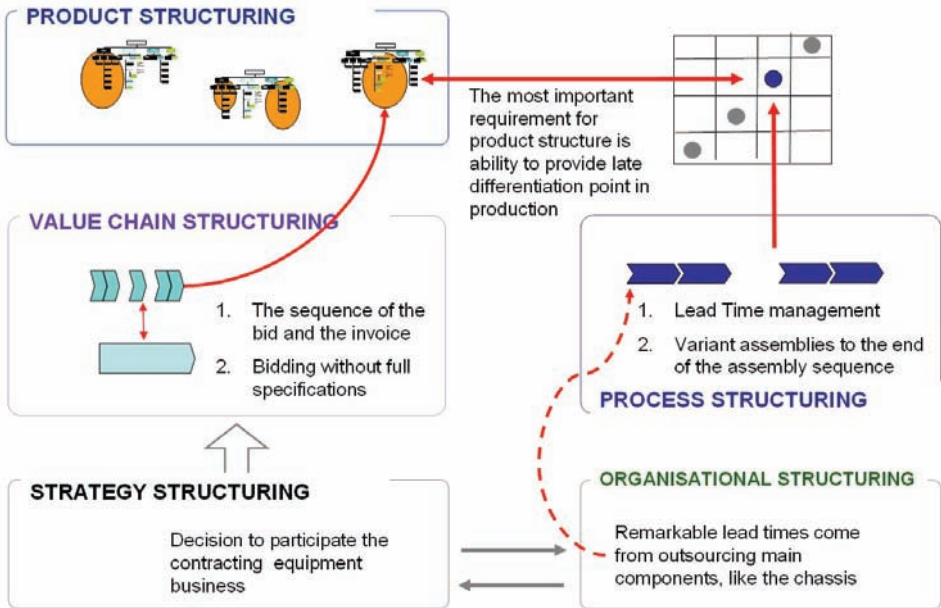 PRODUCT STRUCTURING
The most important
requirement for
product structure is
ability to provide late
differentiation point in
production
VALUE CHAIN STRUCTURING
1. The sequence of the
bid and the invoice
2. Bidding without full
specifications
1. Lead Time management
2. Variant assemblies to the end
of the assembly sequence
PROCESS STRUCTURING
STRATEGY STRUCTURING
Decision to participate the
contracting equipment
business
ORGANISATIONAL STRUCTURING
Remarkable lead times come
from outsourcing main
components, like the chassis